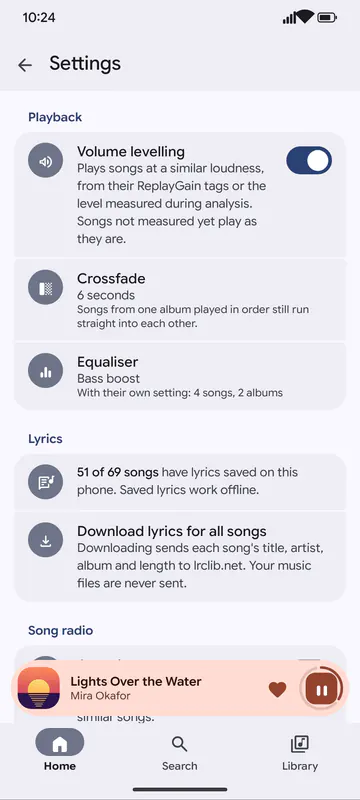 10:24
Settings
Playback
Volume levelling
Plays songs at a similar loudness,
from their ReplayGain tags or the
level measured during analysis.
Songs not measured yet play as
they are.
Crossfade
6 seconds
Songs from one album played in order still run
straight into each other.
Equaliser
Bass boost
With their own setting: 4 songs, 2 albums
Lyrics
51 of 69 songs have lyrics saved on this
phone. Saved lyrics work offline.
Download lyrics for all songs
Downloading sends each song's title, artist,
album and length to lrclib.net. Your music
files are never sent.
Song radio
Lights Over the Water
Mira Okafor
similar songs.
Home
Search
Library